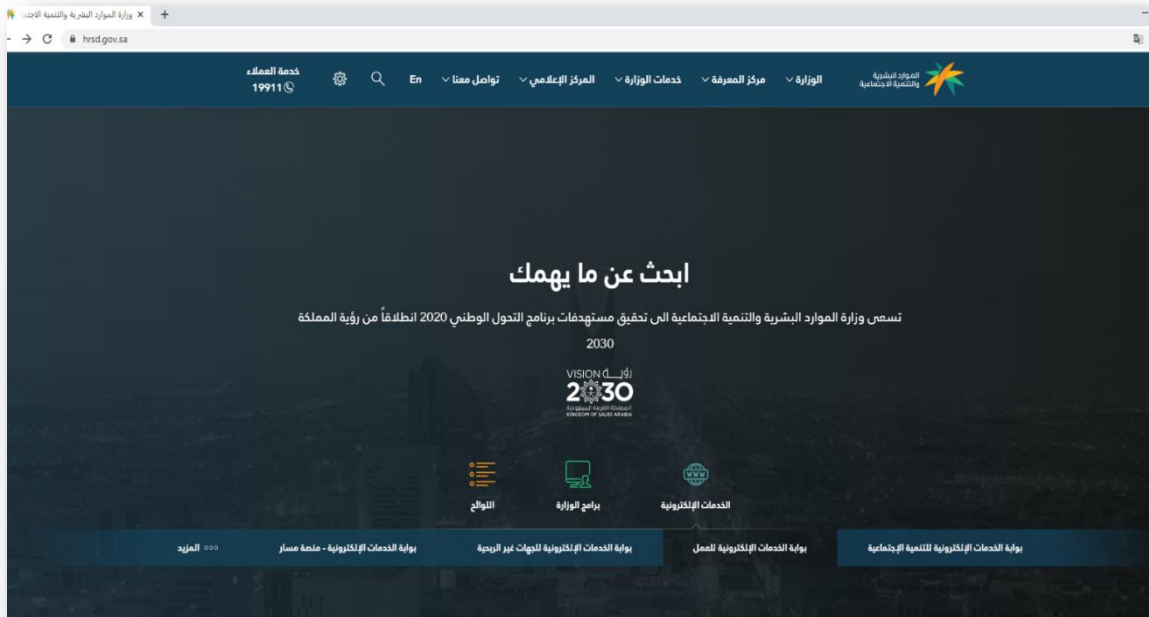 وزارة الموارد البشرية والتنمية الاجتم
hrsd.gov.sa
الموارد البشرية
والتنمية الاجتماعية
الوزارة
مركز المعرفة
خدمات الوزارة
المركز الإعلامي
تواصل معنا
En
خدمة العملاء
19911
ابحث عن ما يهمك
تسعى وزارة الموارد البشرية والتنمية الاجتماعية الى تحقيق مستهدفات برنامج التحول الوطني 2020 انطلاقاً من رؤية المملكة
2030
VISION رؤيــــة
2030
المملكة العربية السعودية
KINGDOM OF SAUDI ARABIA
الخدمات الإلكترونية
برامج الوزارة
اللوائح
بوابة الخدمات الإلكترونية للتنمية الإجتماعية
بوابة الخدمات الإلكترونية للعمل
بوابة الخدمات الإلكترونية للجهات غير الربحية
بوابة الخدمات الإلكترونية - منصة مسار
المزيد